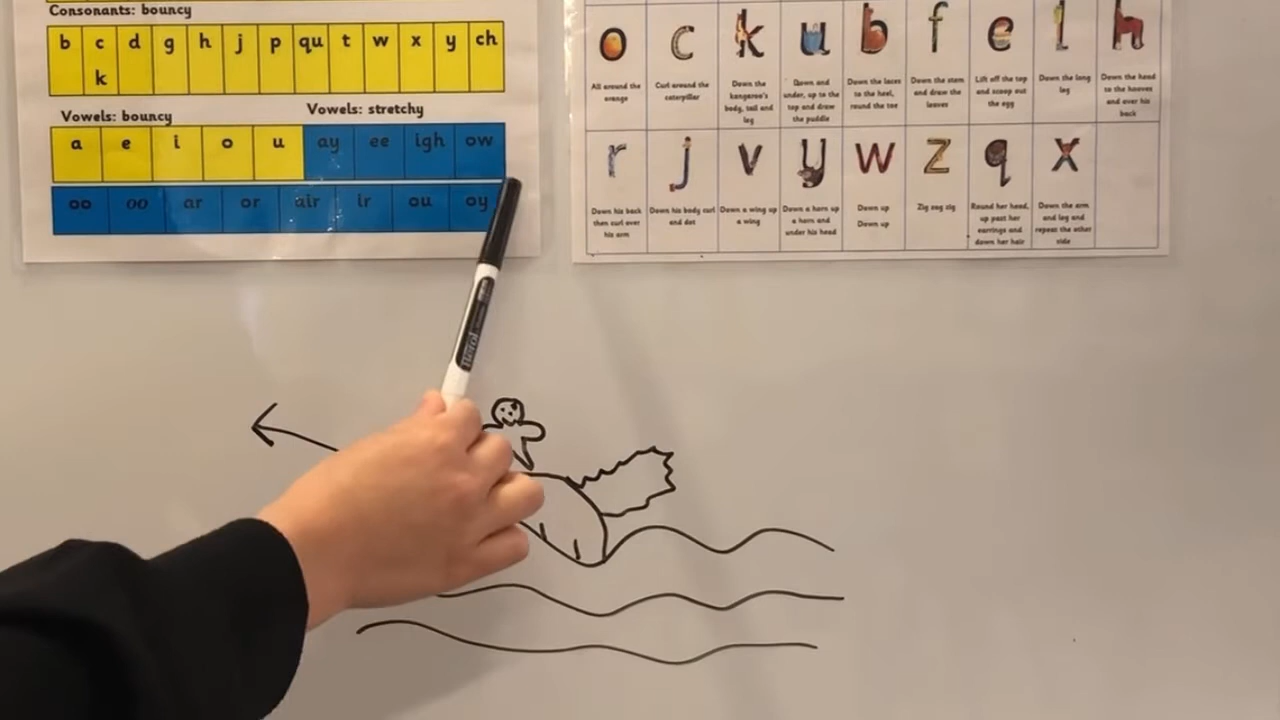 Consonants: bouncy
b c d g h j p qu t w x y ch
k
Vowels: bouncy
Vowels: stretchy
a e i o u ay ee igh ow
oo oo ar or air ir ou oy
o c k u b f e l h
All around the orange
Curl around the caterpillar
Down the kangaroo's body, tail and leg
Down and under, up to the top and draw the puddle
Down the laces to the heel, round the toe
Down the stem and draw the leaves
Lift off the top and scoop out the egg
Down the long leg
Down the head to the hooves and over his back
r j v y w z q x
Down his back then curl over his arm
Down his body curl and dot
Down a wing up a wing
Down a horn up a horn and under his head
Down up Down up
Zig zag zig
Round her head, up past her earrings and down her hair
Down the arm and leg and repeat the other side
Berol